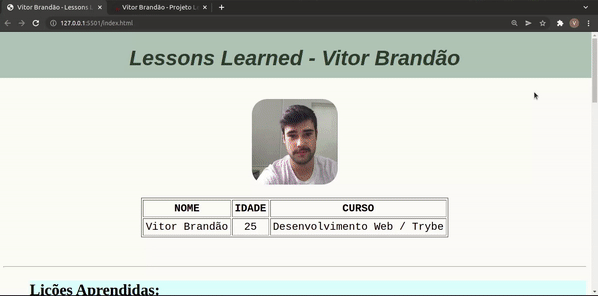 Vitor Brandão - Lessons L
Vitor Brandão - Projeto L
127.0.0.1:5501/index.html
V
Lessons Learned - Vitor Brandão
NOME IDADE CURSO
Vitor Brandão 25 Desenvolvimento Web / Trybe
Lições Aprendidas: